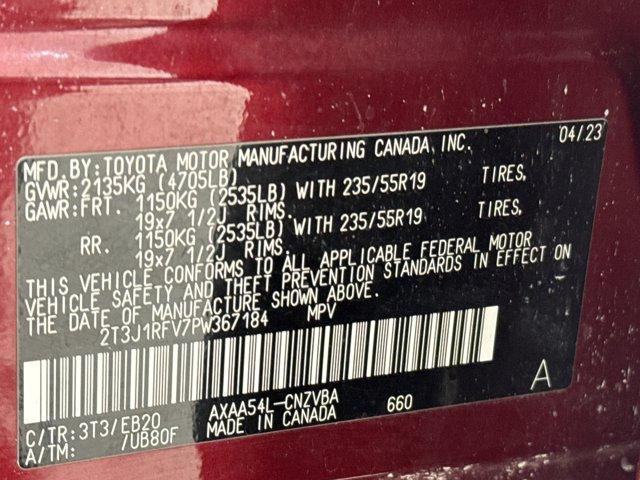 MFD. BY: TOYOTA MOTOR MANUFACTURING CANADA INC. 04/23
GVWR: 2135KG (4705LB)
GAWR: FRT. 1150KG (2535LB) WITH 235/55R19 TIRES,
19x7 1/2J RIMS.
RR. 1150KG (2535LB) WITH 235/55R19 TIRES,
19x7 1/2J RIMS.
THIS VEHICLE CONFORMS TO ALL APPLICABLE FEDERAL MOTOR
VEHICLE SAFETY AND THEFT PREVENTION STANDARDS IN EFFECT ON
THE DATE OF MANUFACTURE SHOWN ABOVE.
2T3J1RFV7PW367184 MPV
AXAA54L-CNZVBA 660
C/TR: 3T3/EB20 MADE IN CANADA
A/TM: /UB80F
A